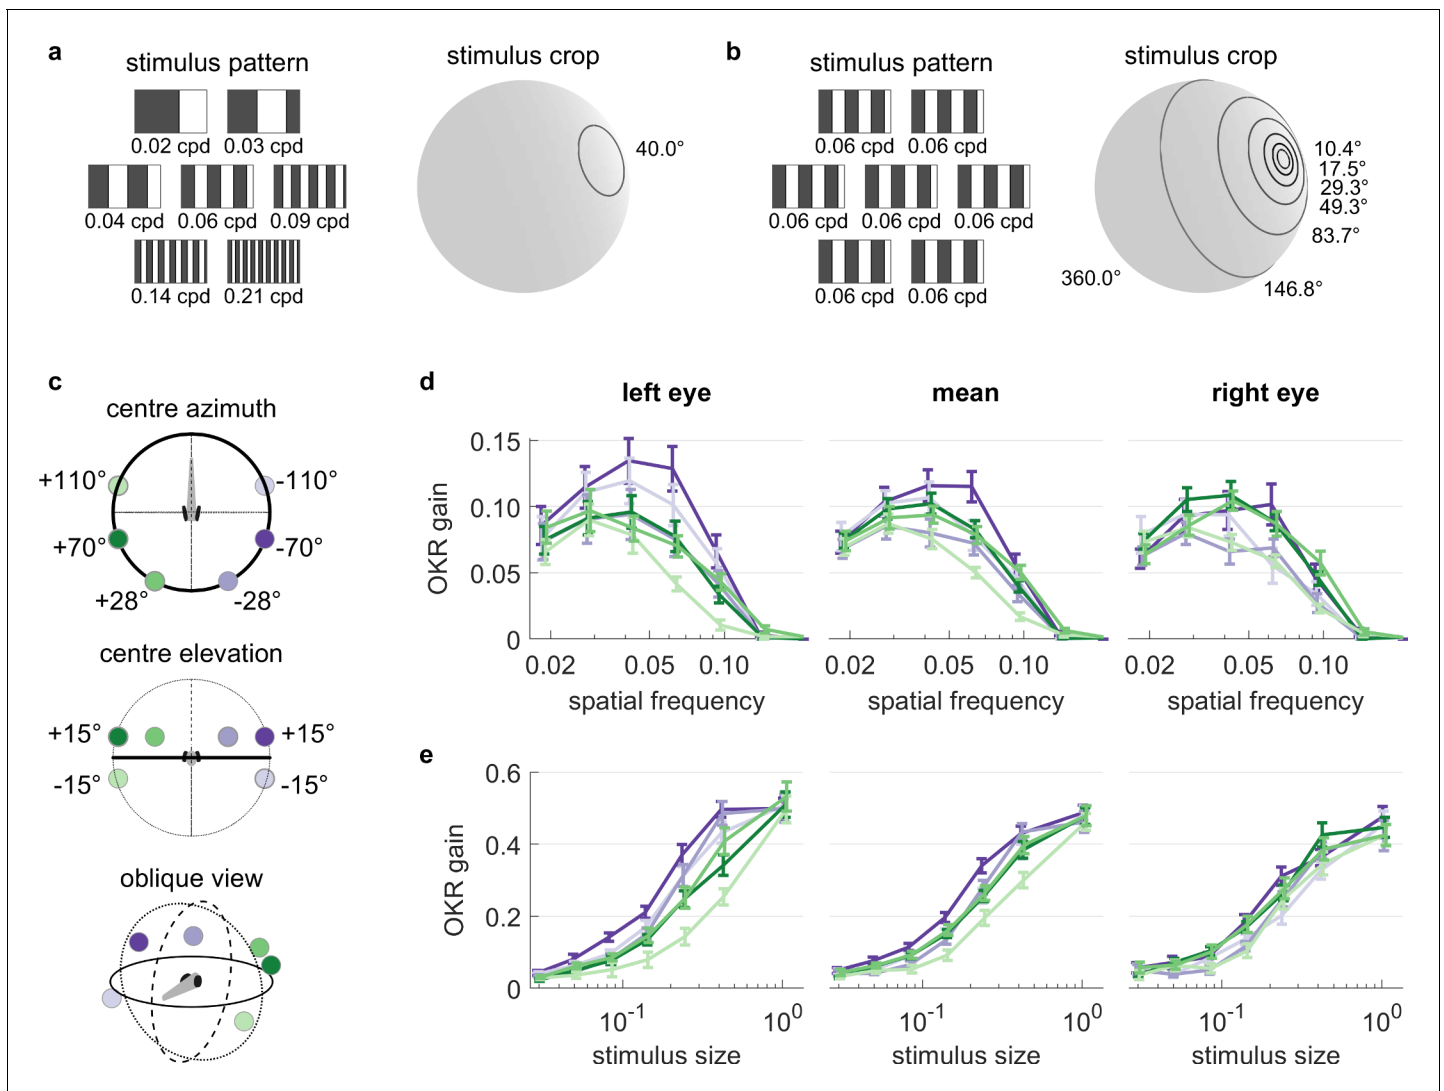 a
stimulus pattern
0.02 cpd 0.03 cpd
0.04 cpd 0.06 cpd 0.09 cpd
0.14 cpd 0.21 cpd
stimulus crop
40.0°
b
stimulus pattern
0.06 cpd 0.06 cpd
0.06 cpd 0.06 cpd 0.06 cpd
0.06 cpd 0.06 cpd
stimulus crop
10.4°
17.5°
29.3°
49.3°
83.7°
146.8°
360.0°
c
centre azimuth
+110° -110°
+70° -70°
+28° -28°
centre elevation
+15° +15°
-15° -15°
oblique view
d
left eye mean right eye
0.15
0.10
0.05
0
OKR gain
0.02 0.05 0.10 0.02 0.05 0.10 0.02 0.05 0.10
spatial frequency spatial frequency spatial frequency
e
0.6
0.4
0.2
0
OKR gain
10⁻¹ 10⁰ 10⁻¹ 10⁰ 10⁻¹ 10⁰
stimulus size stimulus size stimulus size